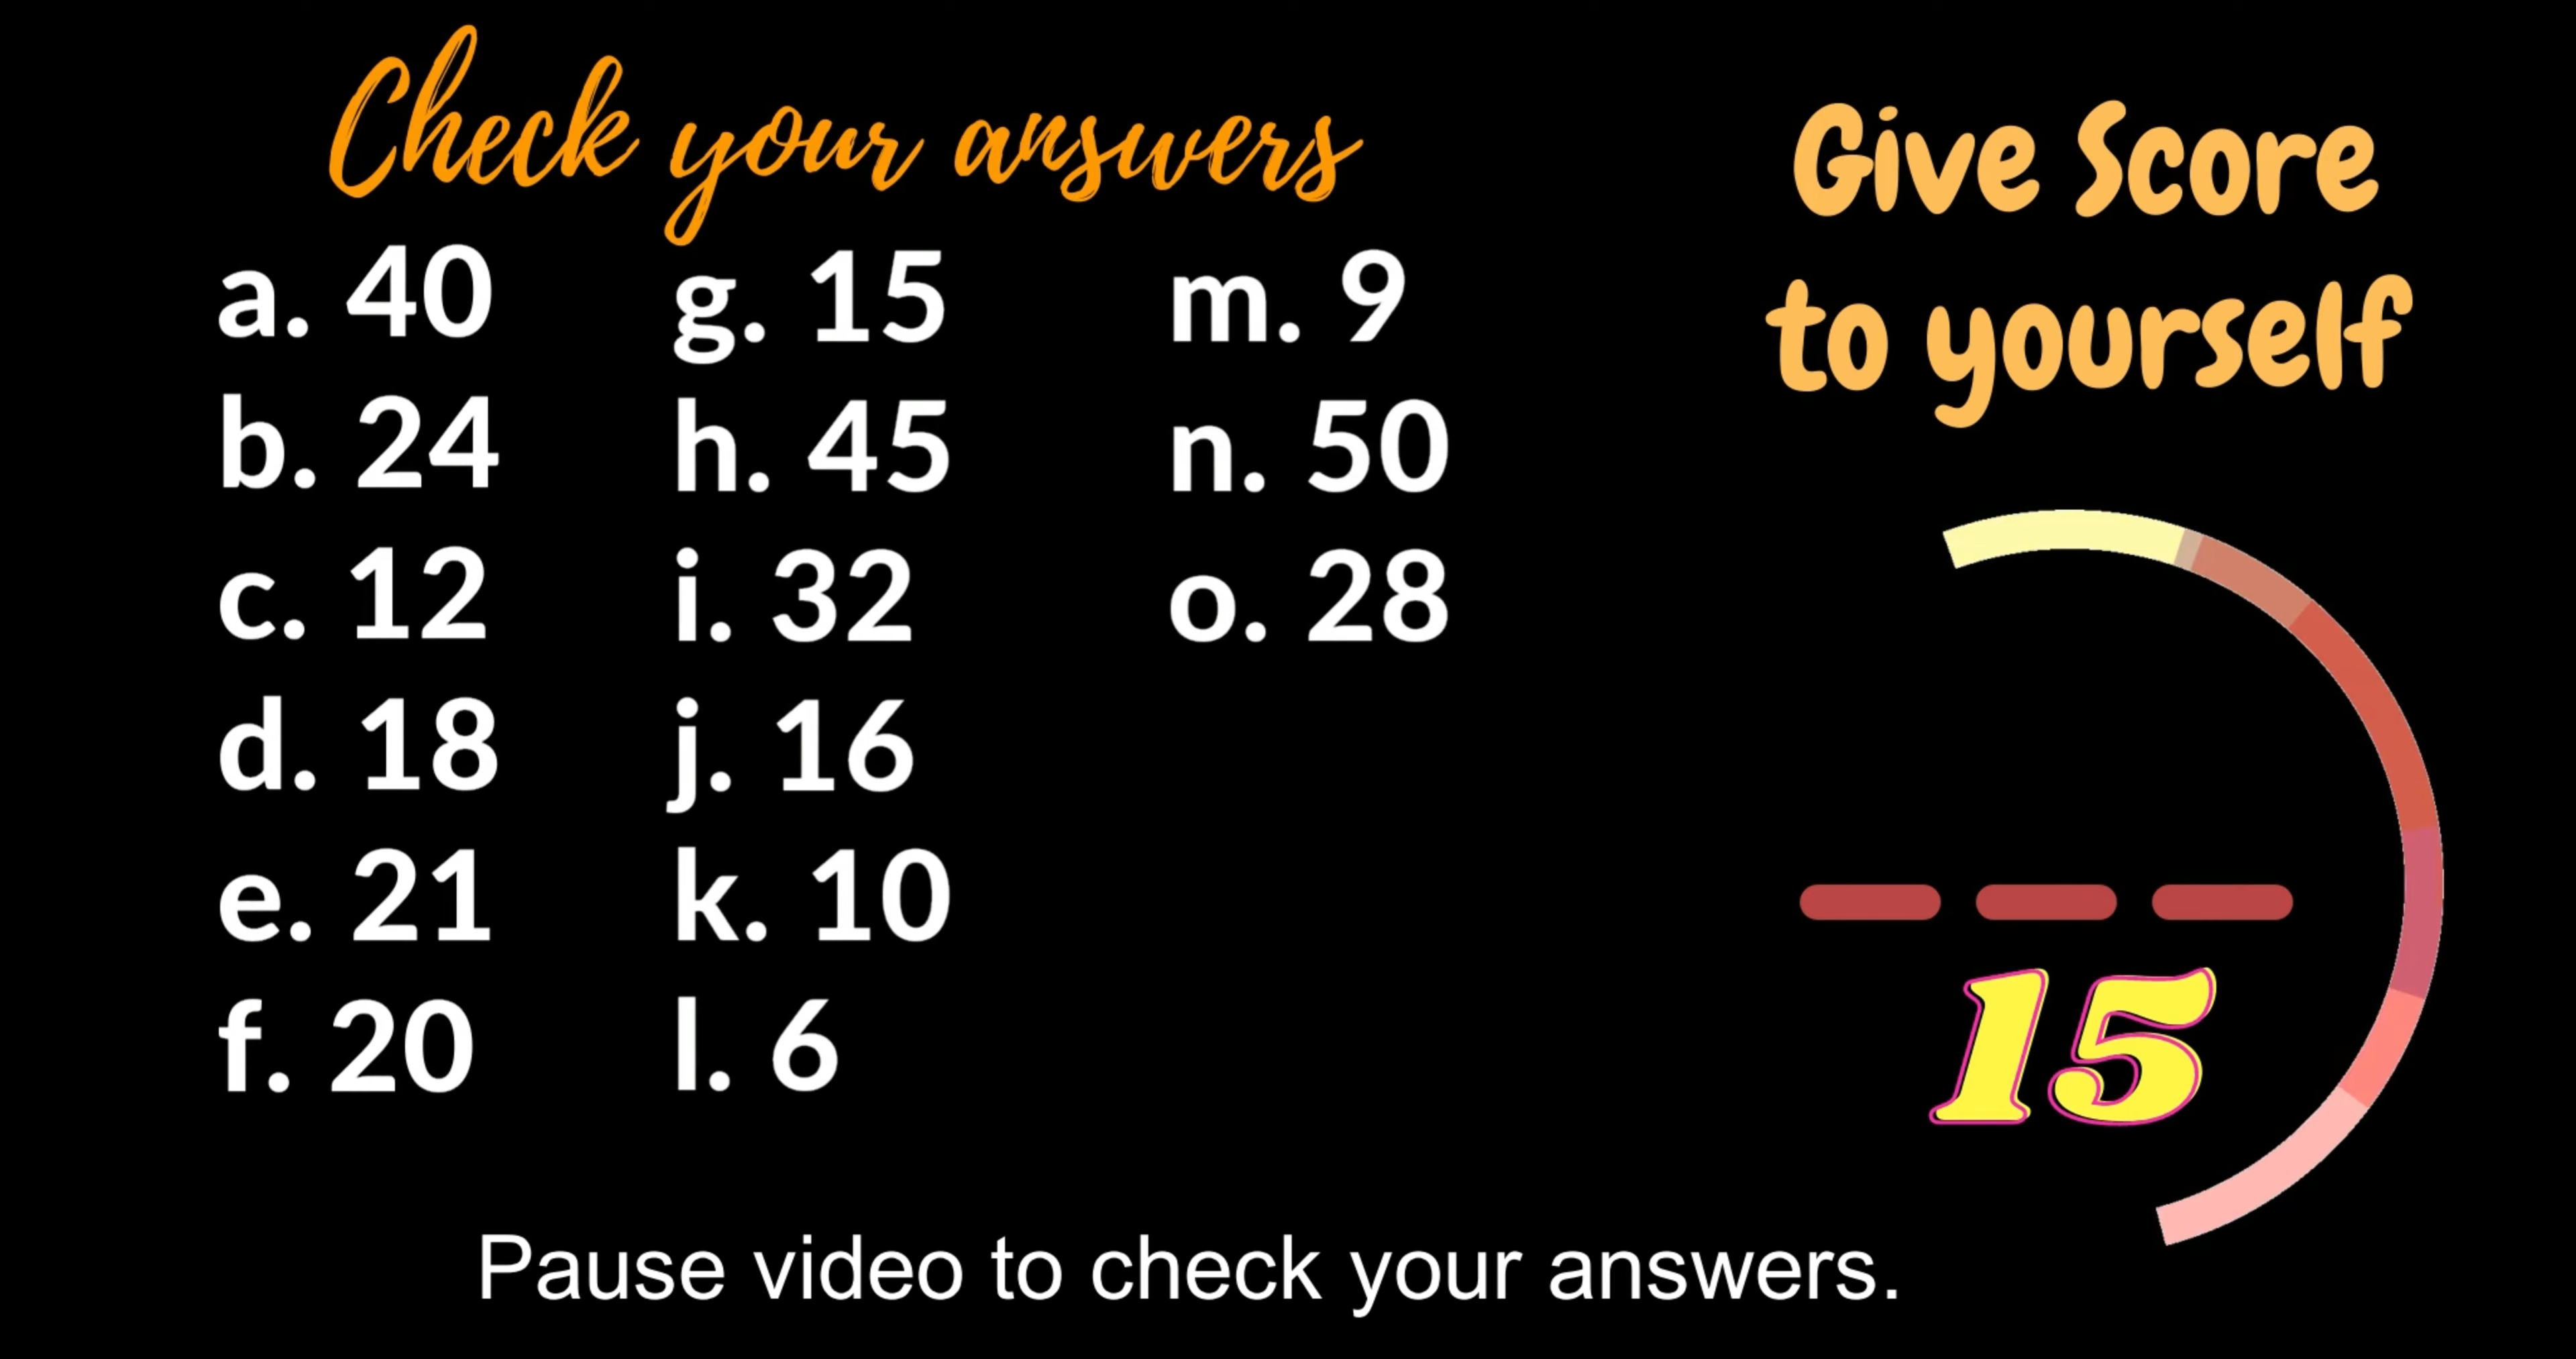 Check your answers
a. 40
b. 24
c. 12
d. 18
e. 21
f. 20
g. 15
h. 45
i. 32
j. 16
k. 10
l. 6
m. 9
n. 50
o. 28
Give Score
to yourself
15
Pause video to check your answers.